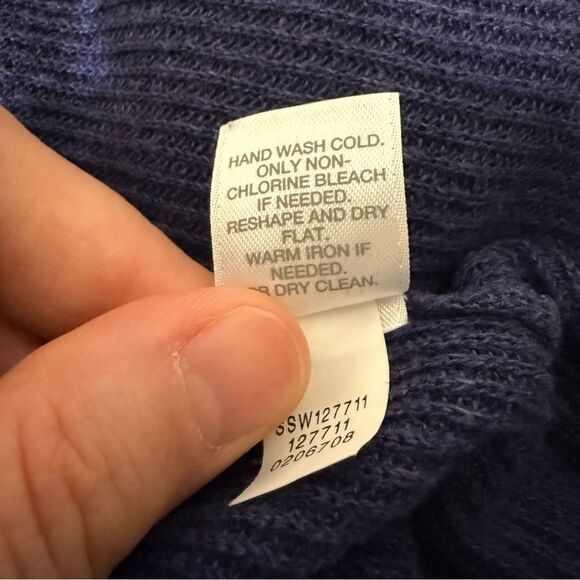 HAND WASH COLD.
ONLY NON-
CHLORINE BLEACH
IF NEEDED.
RESHAPE AND DRY
FLAT.
WARM IRON IF
NEEDED.
OR DRY CLEAN.
SSW127711
127711
0206708